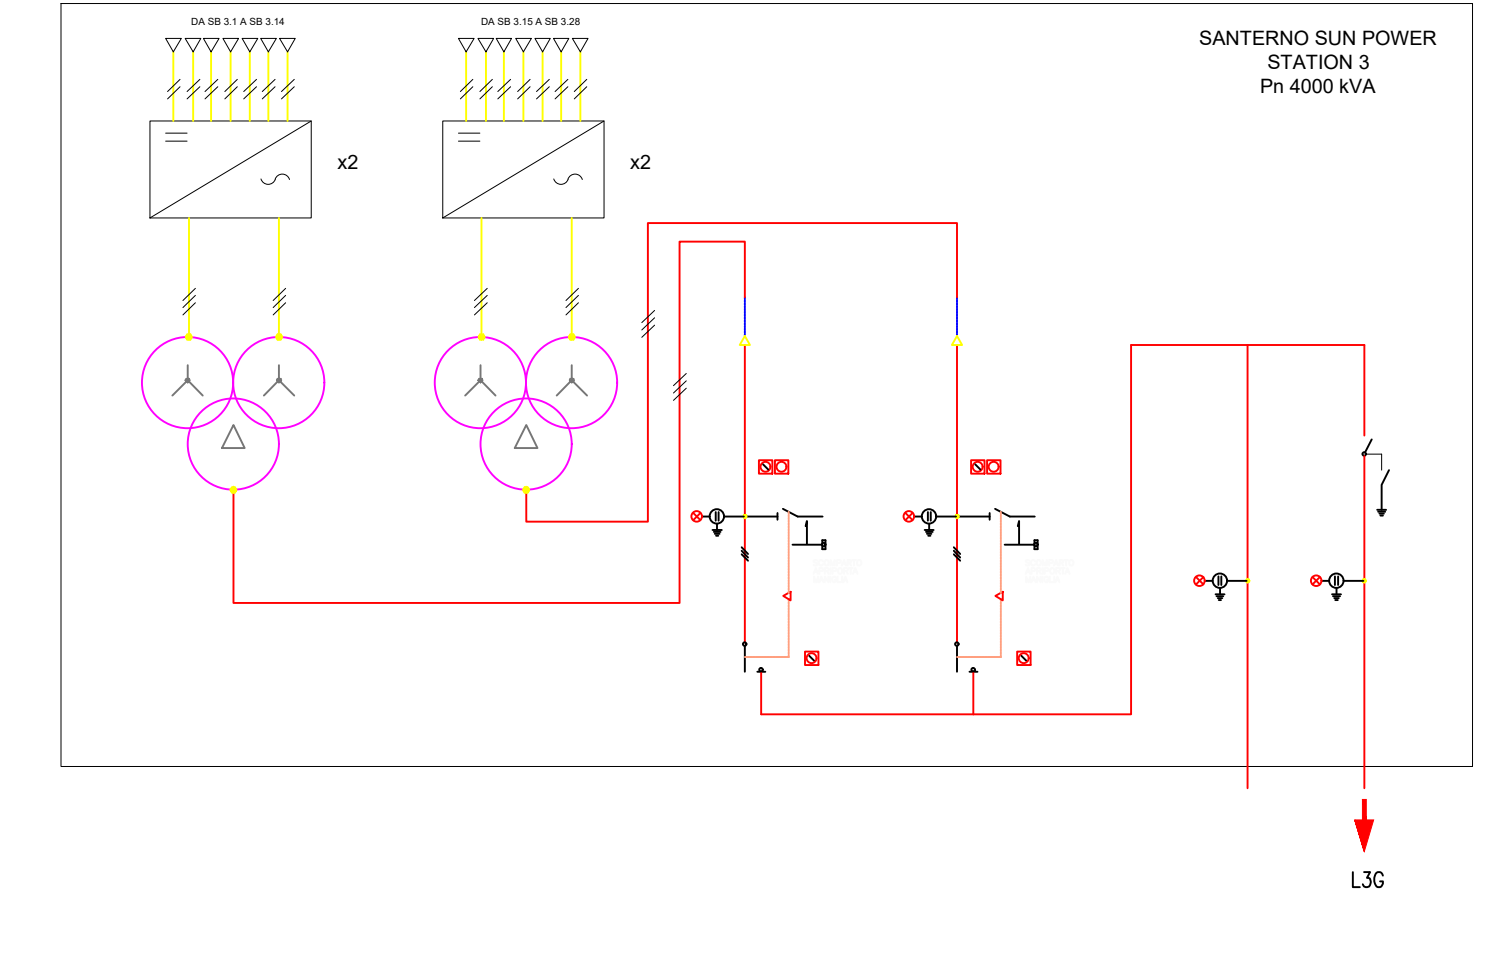 DA SB 3.1 A SB 3.14
DA SB 3.15 A SB 3.28
SANTERNO SUN POWER
STATION 3
Pn 4000 kVA
x2
x2
L3G